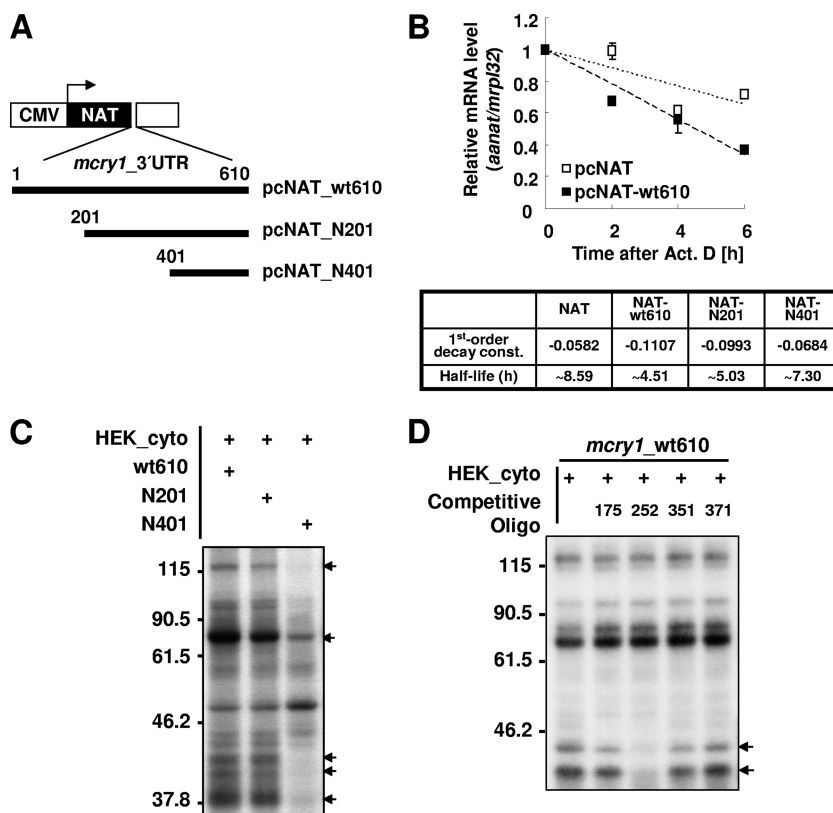 A
CMV NAT
mcry1_3´UTR
1 610
pcNAT_wt610
201
pcNAT_N201
401
pcNAT_N401
B
Relative mRNA level
(aanat/mrpl32)
1.2
1
0.8
0.6
0.4
0.2
0
pcNAT
pcNAT-wt610
0 2 4 6
Time after Act. D [h]
NAT NAT-wt610 NAT-N201 NAT-N401
1st-order decay const. -0.0582 -0.1107 -0.0993 -0.0684
Half-life (h) ~8.59 ~4.51 ~5.03 ~7.30
C
HEK_cyto + + +
wt610 +
N201 +
N401 +
115
90.5
61.5
46.2
37.8
D
mcry1_wt610
HEK_cyto + + + + +
Competitive Oligo 175 252 351 371
115
90.5
61.5
46.2